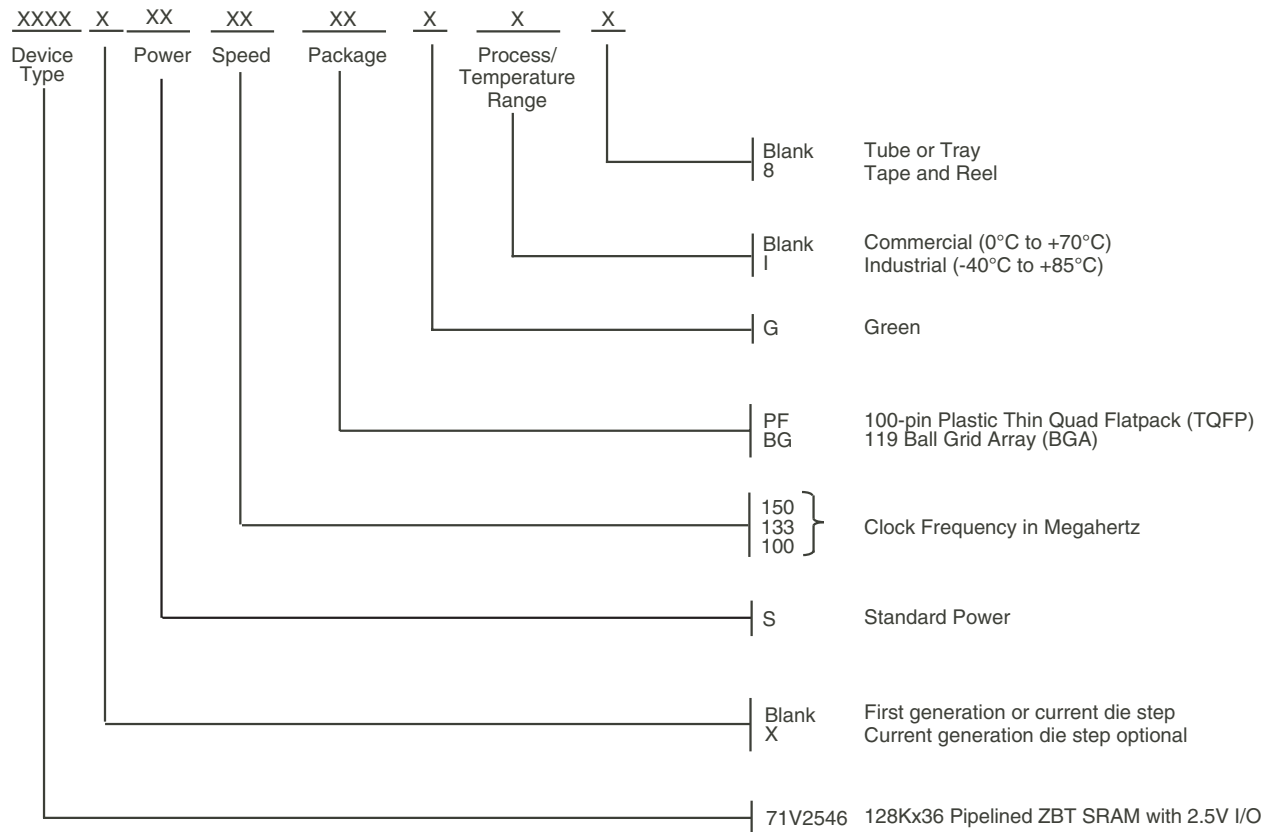 XXXX X XX XX XX X X X
Device Type
Power
Speed
Package
Process/
Temperature
Range
Blank Tube or Tray
8 Tape and Reel
Blank Commercial (0°C to +70°C)
I Industrial (-40°C to +85°C)
G Green
PF 100-pin Plastic Thin Quad Flatpack (TQFP)
BG 119 Ball Grid Array (BGA)
150
133 Clock Frequency in Megahertz
100
S Standard Power
Blank First generation or current die step
X Current generation die step optional
71V2546 128Kx36 Pipelined ZBT SRAM with 2.5V I/O